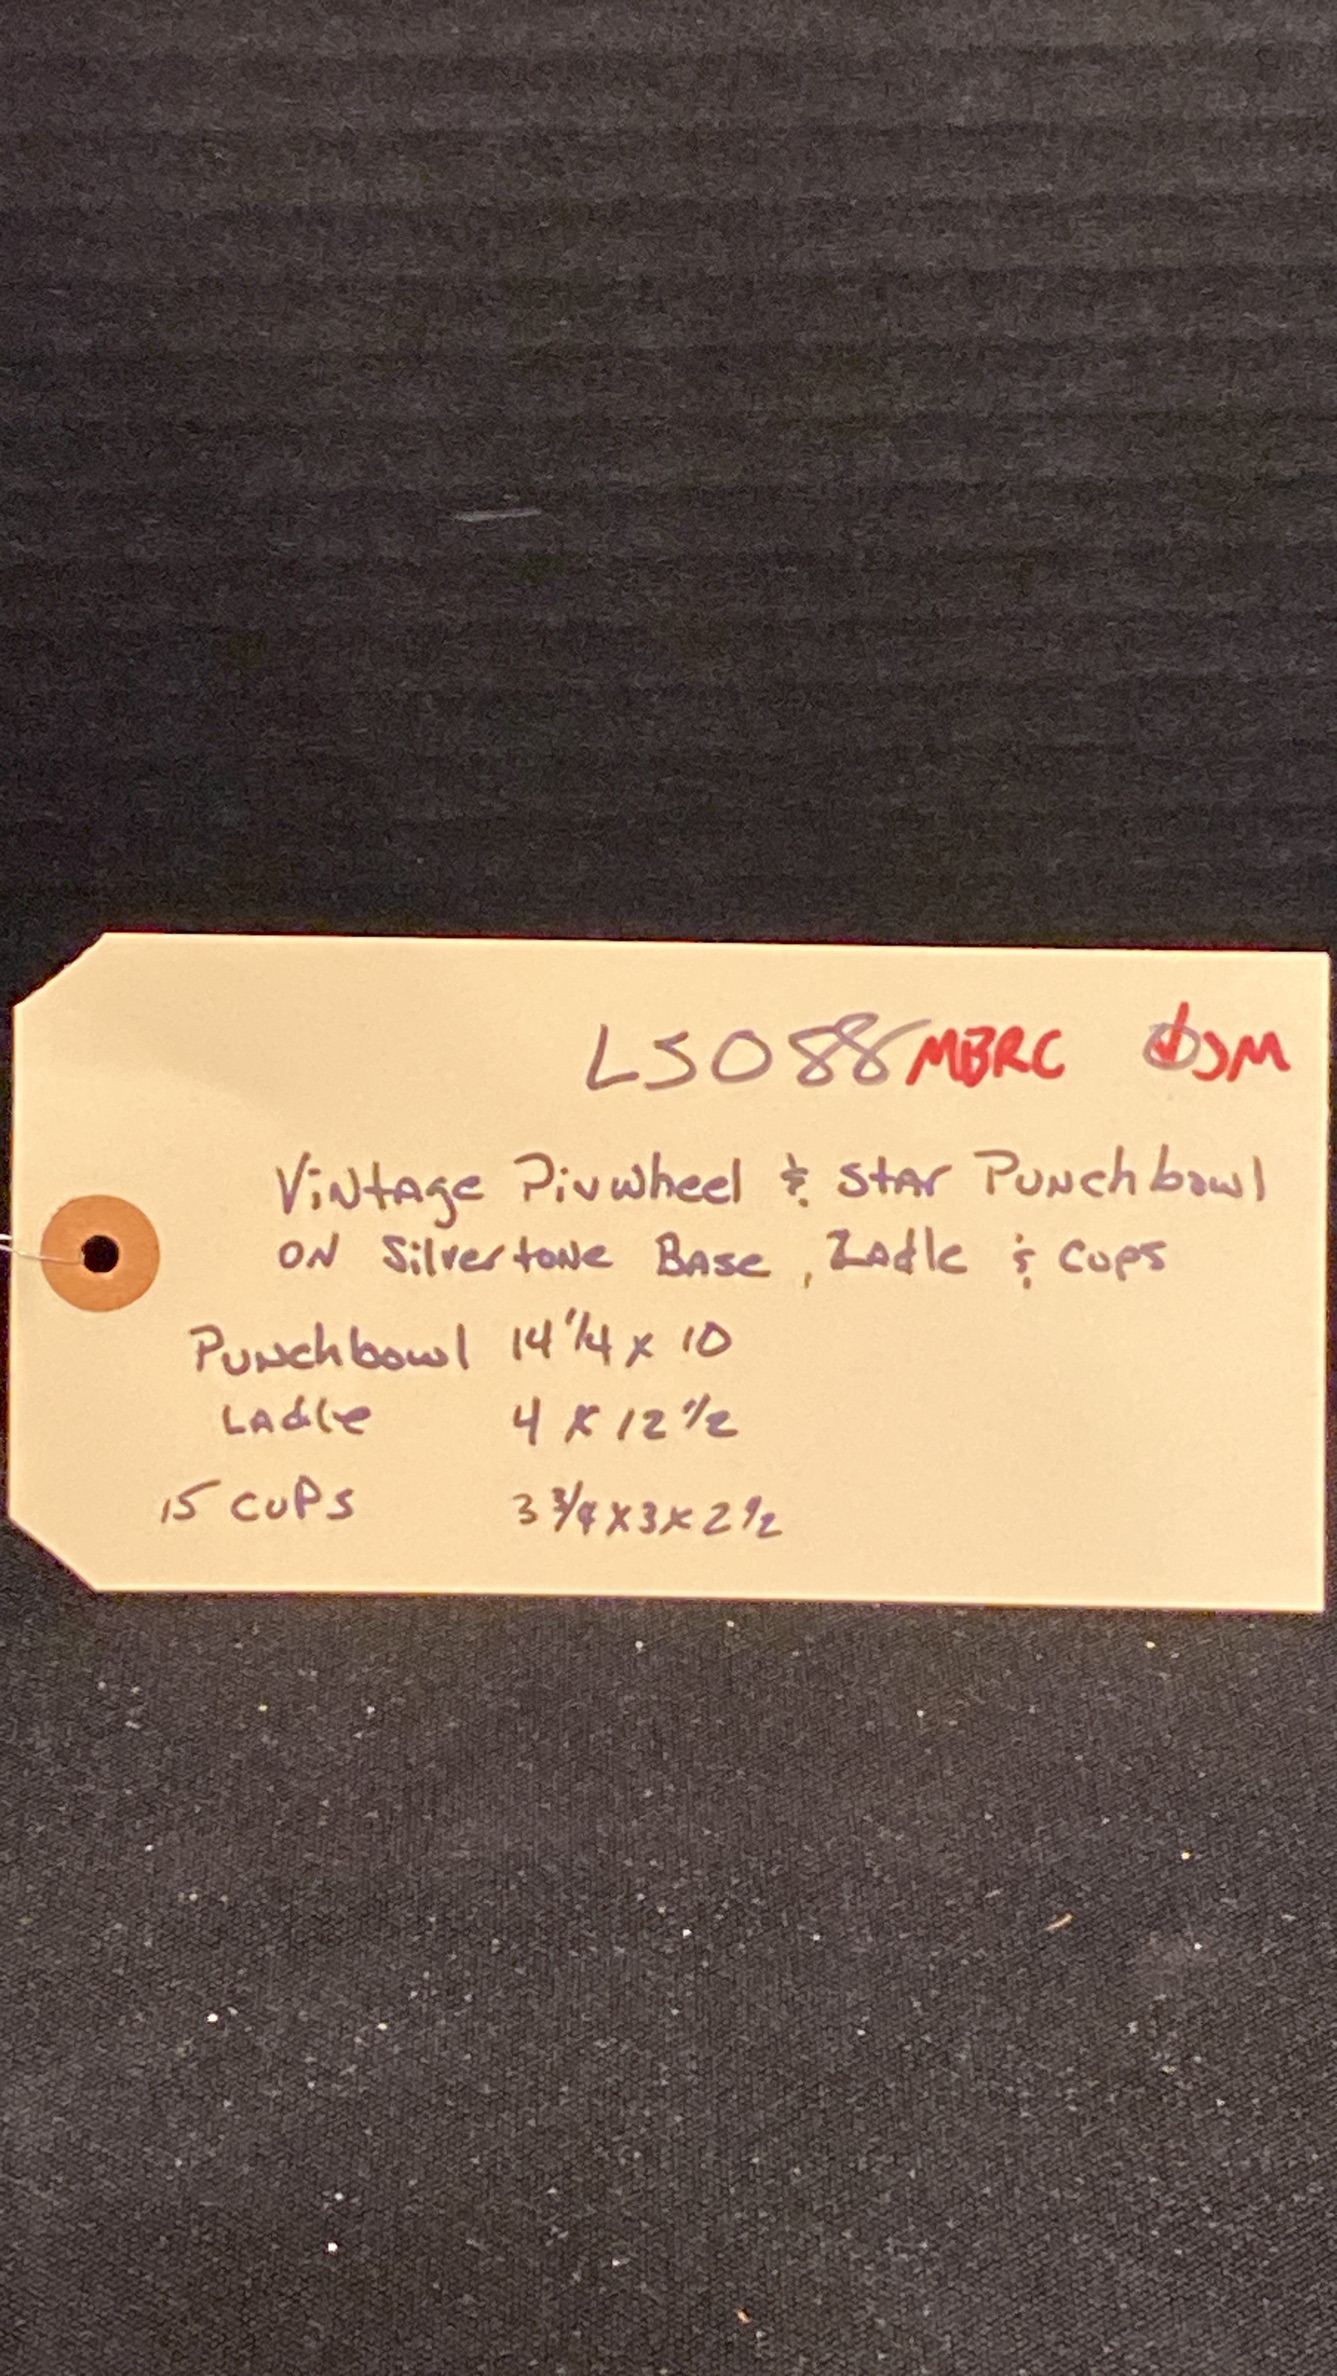 LS088 MBRC JM
Vintage Pinwheel & Star Punchbowl
on Silvertone Base, Ladle & Cups
Punchbowl 14 1/4 x 10
Ladle 4 x 12 1/2
15 Cups 3 3/4 x 3 x 2 1/2